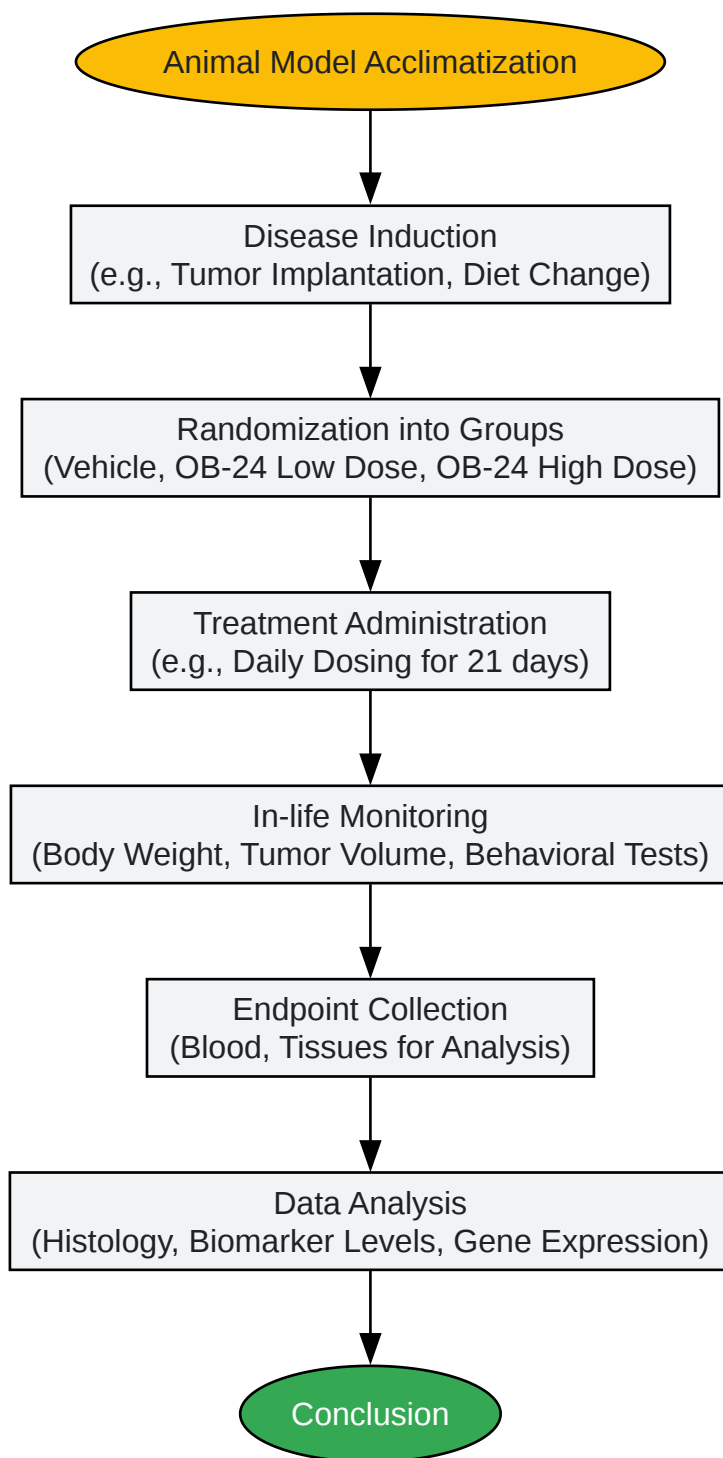 Animal Model Acclimatization
Disease Induction
(e.g., Tumor Implantation, Diet Change)
Randomization into Groups
(Vehicle, OB-24 Low Dose, OB-24 High Dose)
Treatment Administration
(e.g., Daily Dosing for 21 days)
In-life Monitoring
(Body Weight, Tumor Volume, Behavioral Tests)
Endpoint Collection
(Blood, Tissues for Analysis)
Data Analysis
(Histology, Biomarker Levels, Gene Expression)
Conclusion